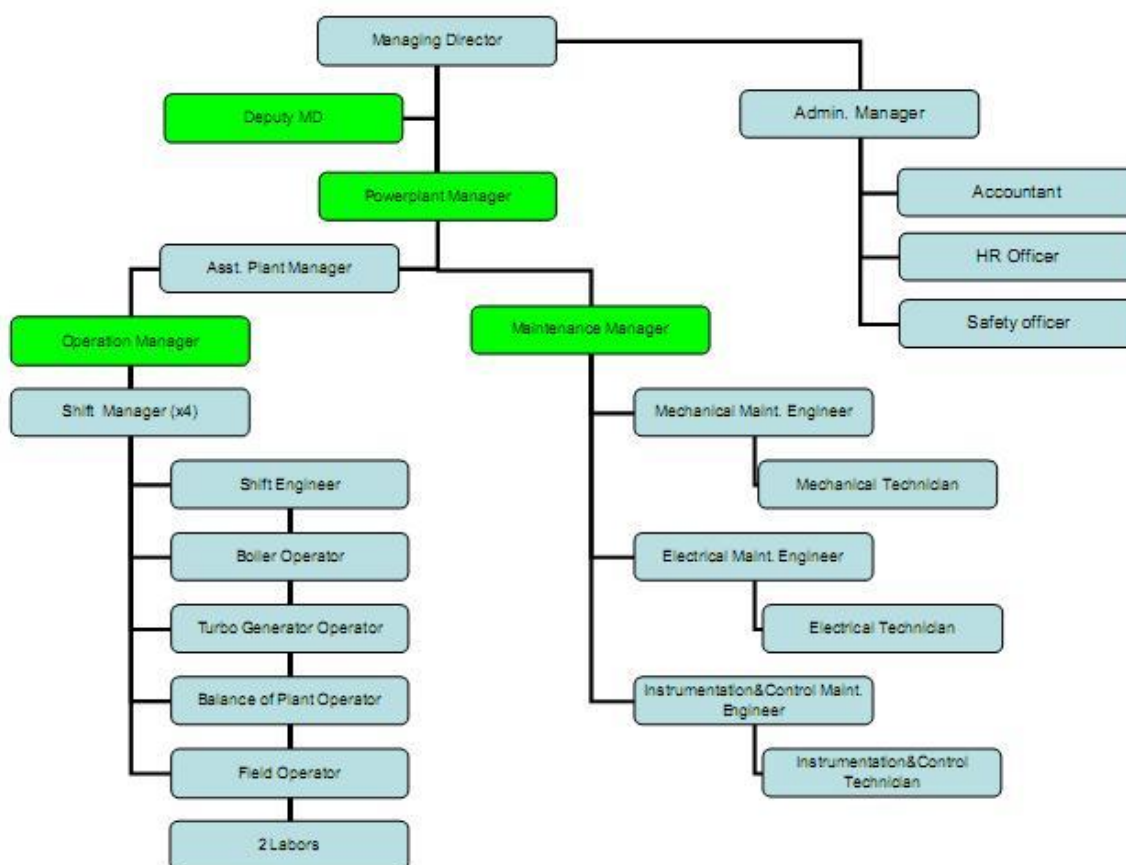 Managing Director
Deputy MD
Admin. Manager
Powerplant Manager
Accountant
Asst. Plant Manager
HR Officer
Operation Manager
Maintenance Manager
Safety officer
Shift Manager (x4)
Mechanical Maint. Engineer
Shift Engineer
Mechanical Technician
Boiler Operator
Electrical Maint. Engineer
Turbo Generator Operator
Electrical Technician
Balance of Plant Operator
Instrumentation&Control Maint.
Engineer
Field Operator
Instrumentation&Control
Technician
2 Labors